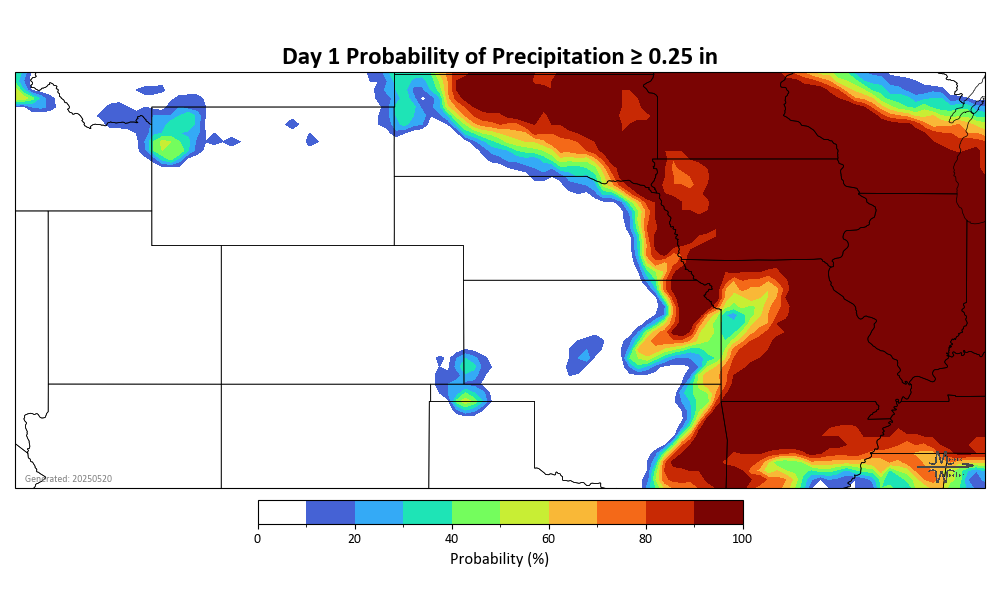 Day 1 Probability of Precipitation ≥ 0.25 in
Generated: 20250520
0 20 40 60 80 100
Probability (%)